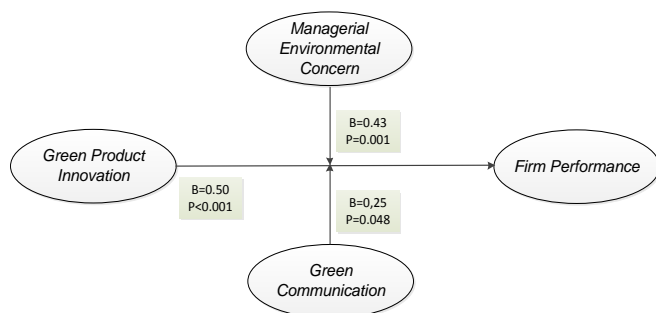 Managerial
Environmental
Concern
B=0.43
P=0.001
Green Product
Innovation
Firm Performance
B=0.50
P<0.001
B=0,25
P=0.048
Green
Communication